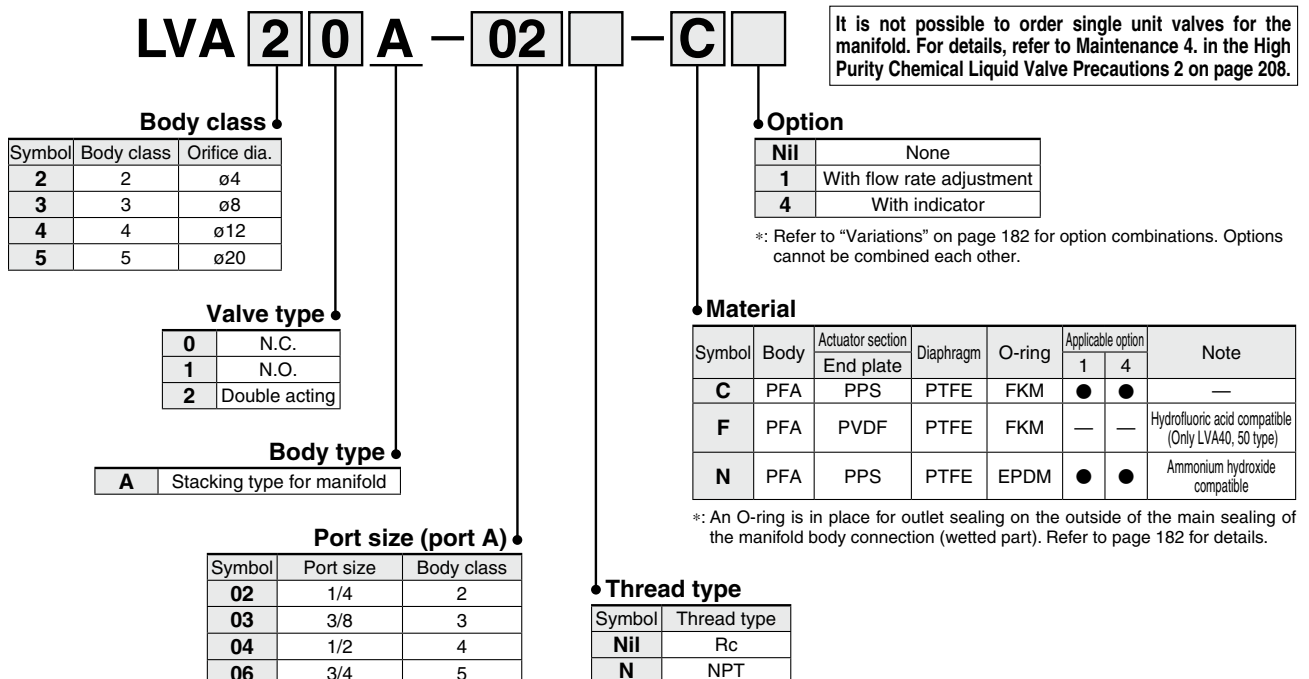 LVA 2 0 A — 02 — C
It is not possible to order single unit valves for the
manifold. For details, refer to Maintenance 4. in the High
Purity Chemical Liquid Valve Precautions 2 on page 208.
Body class
Symbol Body class Orifice dia.
2 2 ø4
3 3 ø8
4 4 ø12
5 5 ø20
Option
Nil None
1 With flow rate adjustment
4 With indicator
*: Refer to “Variations” on page 182 for option combinations. Options
cannot be combined each other.
Valve type
0 N.C.
1 N.O.
2 Double acting
Material
Symbol Body Actuator section Diaphragm O-ring Applicable option Note
End plate 1 4
C PFA PPS PTFE FKM ● ● —
F PFA PVDF PTFE FKM — — Hydrofluoric acid compatible
(Only LVA40, 50 type)
N PFA PPS PTFE EPDM ● ● Ammonium hydroxide
compatible
*: An O-ring is in place for outlet sealing on the outside of the main sealing of
the manifold body connection (wetted part). Refer to page 182 for details.
Body type
A Stacking type for manifold
Port size (port A)
Symbol Port size Body class
02 1/4 2
03 3/8 3
04 1/2 4
06 3/4 5
Thread type
Symbol Thread type
Nil Rc
N NPT